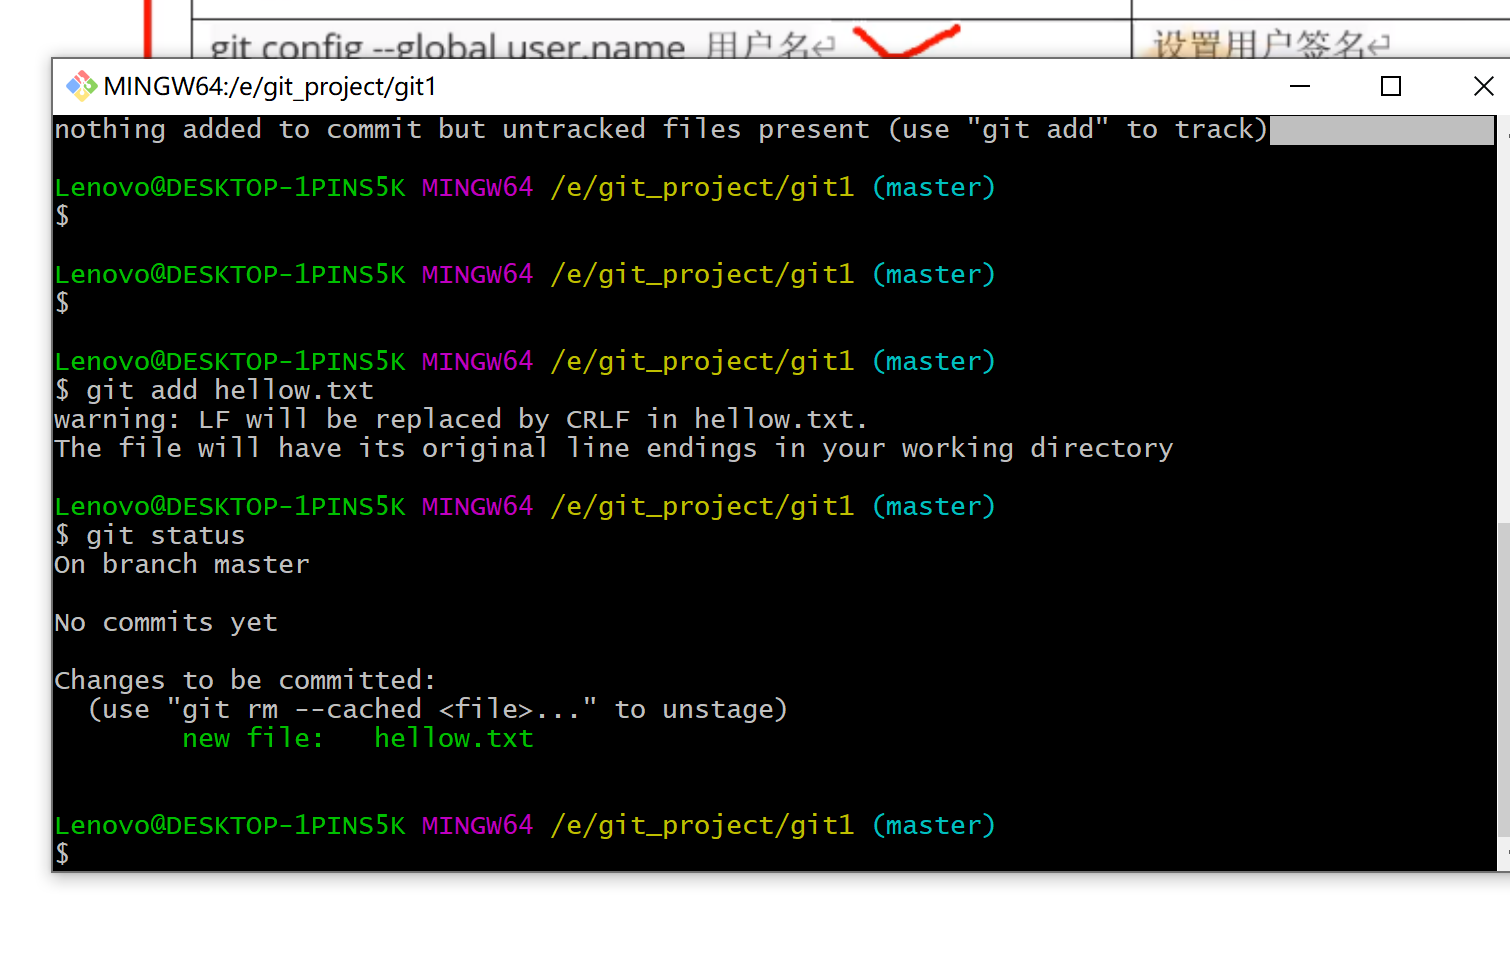 git config --global user.name 用户名↵
设置用户签名↵
MINGW64:/e/git_project/git1
nothing added to commit but untracked files present (use "git add" to track)
Lenovo@DESKTOP-1PINS5K MINGW64 /e/git_project/git1 (master)
$
Lenovo@DESKTOP-1PINS5K MINGW64 /e/git_project/git1 (master)
$
Lenovo@DESKTOP-1PINS5K MINGW64 /e/git_project/git1 (master)
$ git add hellow.txt
warning: LF will be replaced by CRLF in hellow.txt.
The file will have its original line endings in your working directory
Lenovo@DESKTOP-1PINS5K MINGW64 /e/git_project/git1 (master)
$ git status
On branch master
No commits yet
Changes to be committed:
  (use "git rm --cached <file>..." to unstage)
        new file:   hellow.txt
Lenovo@DESKTOP-1PINS5K MINGW64 /e/git_project/git1 (master)
$